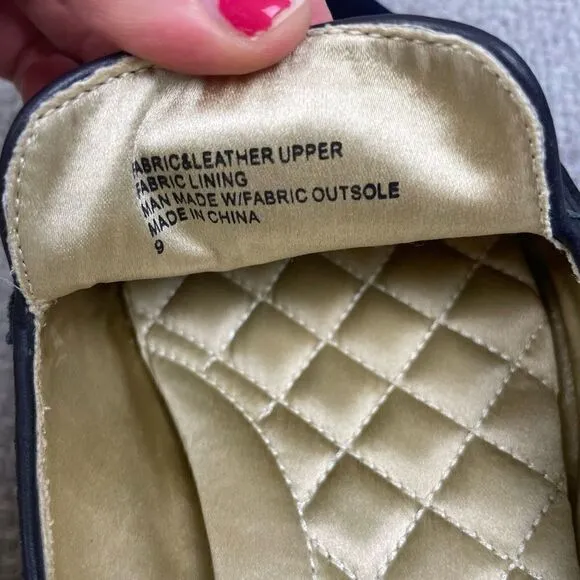 FABRIC&LEATHER UPPER
FABRIC LINING
MAN MADE W/FABRIC OUTSOLE
MADE IN CHINA
9